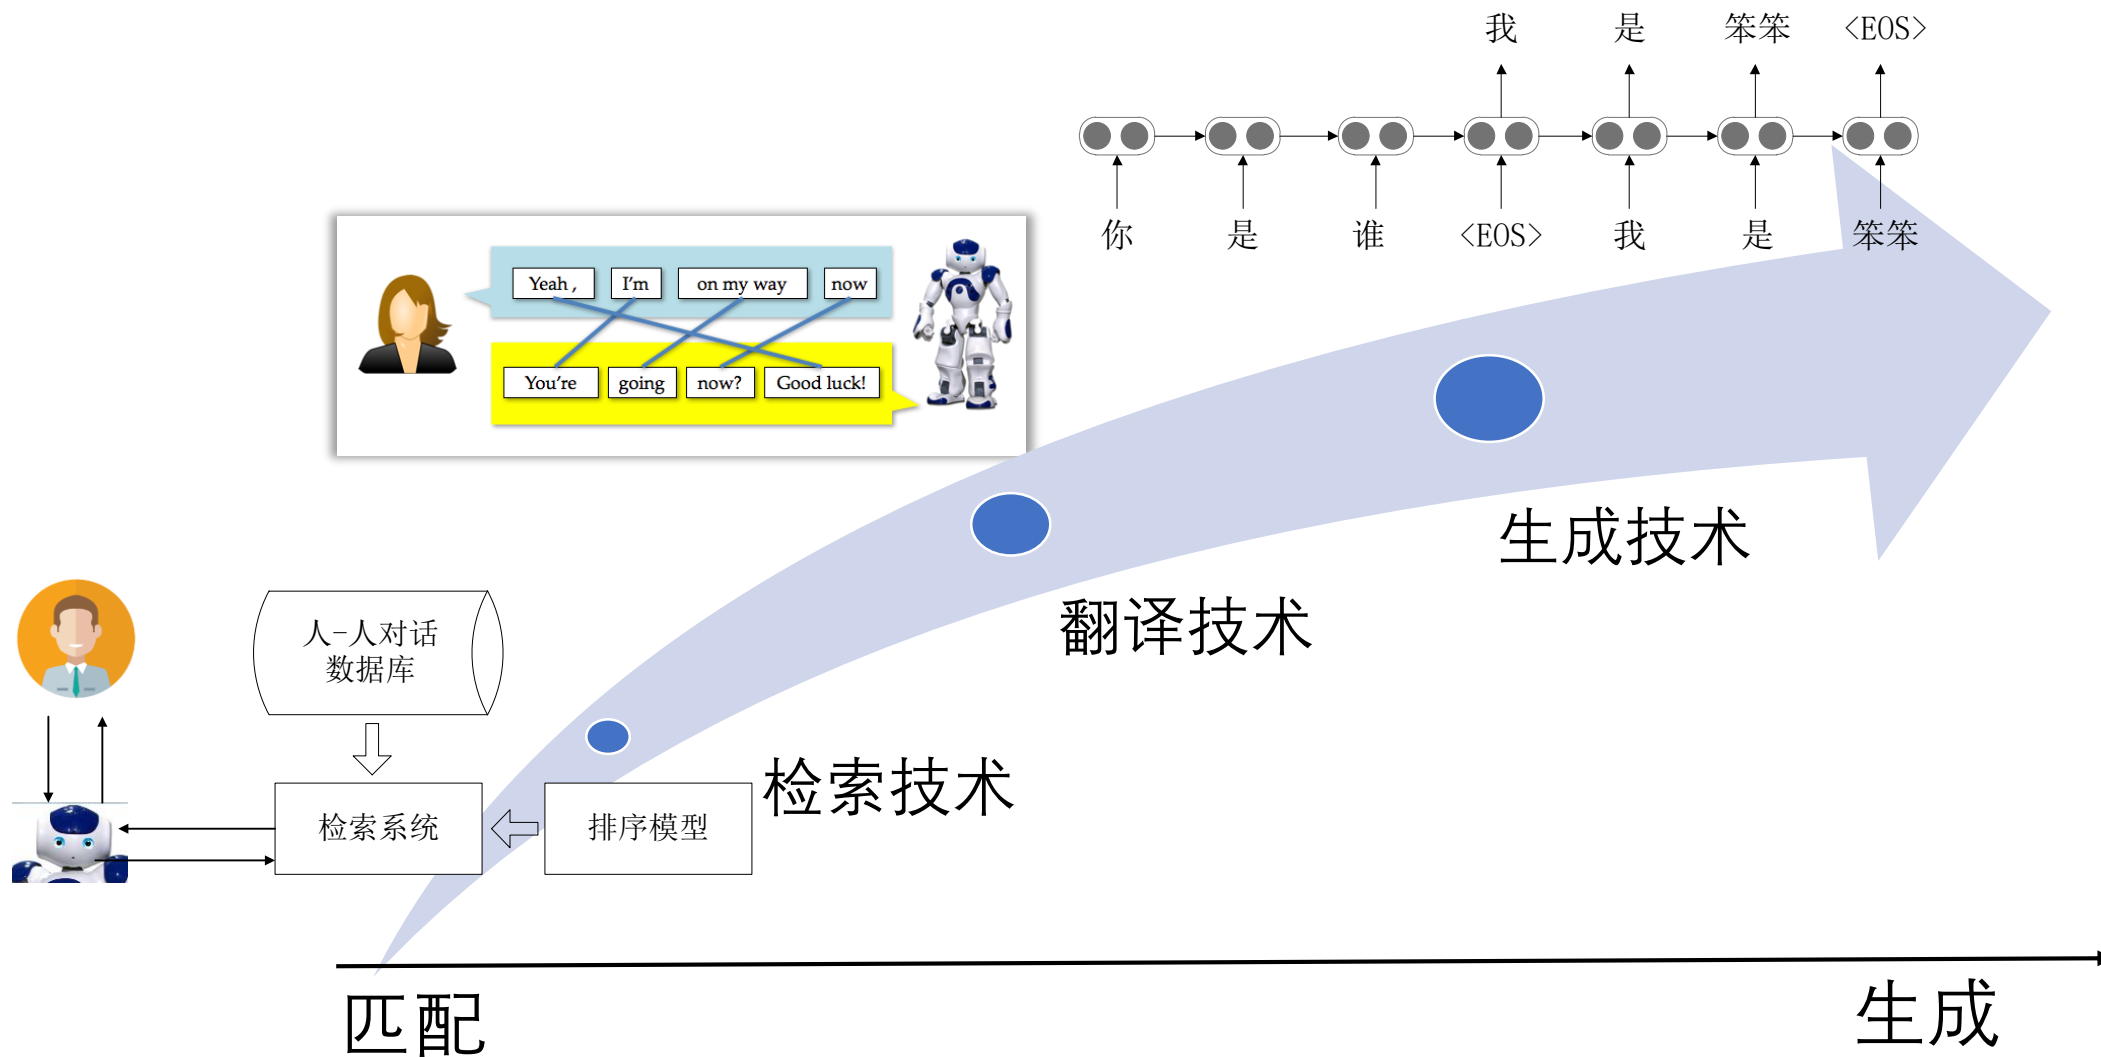 我 是 笨笨 <EOS>
你 是 谁 <EOS> 我 是 笨笨
Yeah , I'm on my way now
You're going now? Good luck!
生成技术
翻译技术
人-人对话
数据库
检索技术
检索系统
排序模型
匹配
生成